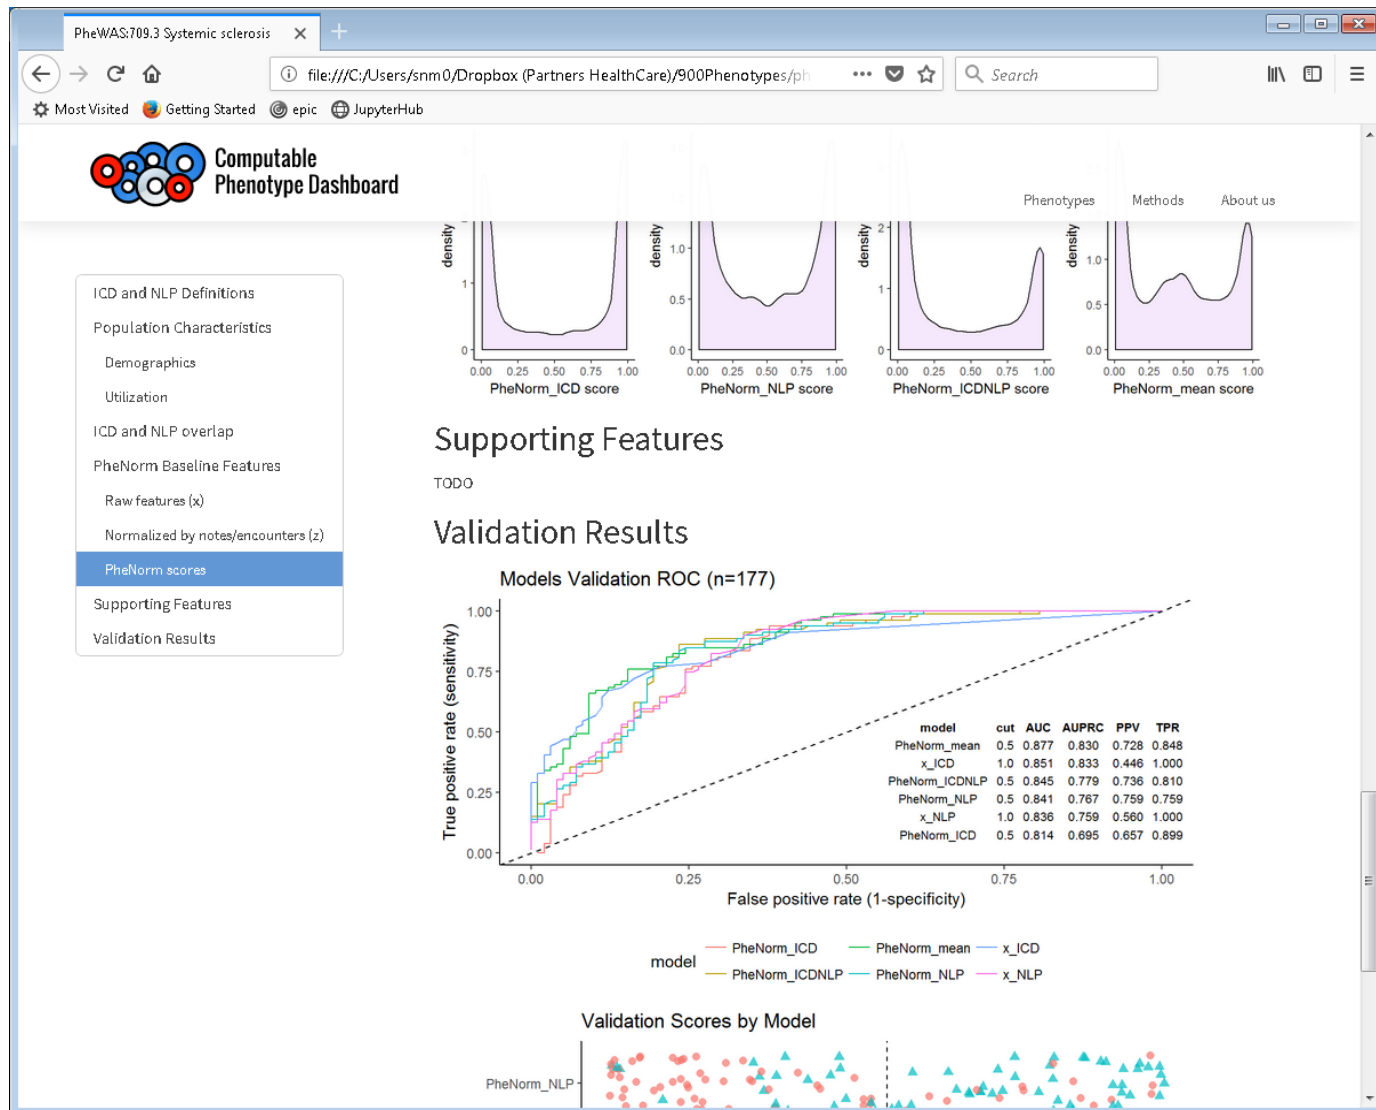 PheWAS:709.3 Systemic sclerosis
file:///C:/Users/snm0/Dropbox (Partners HealthCare)/900Phenotypes/ph
Search
Most Visited Getting Started epic JupyterHub
Computable
Phenotype Dashboard
Phenotypes Methods About us
ICD and NLP Definitions
Population Characteristics
Demographics
Utilization
ICD and NLP overlap
PheNorm Baseline Features
Raw features (x)
Normalized by notes/encounters (z)
PheNorm scores
Supporting Features
Validation Results
density
1
0
0.00 0.25 0.50 0.75 1.00
PheNorm_ICD score
density
1.0
0.5
0.0
0.00 0.25 0.50 0.75 1.00
PheNorm_NLP score
density
2
1
0
0.00 0.25 0.50 0.75 1.00
PheNorm_ICDNLP score
density
1.0
0.5
0.0
0.00 0.25 0.50 0.75 1.00
PheNorm_mean score
Supporting Features
TODO
Validation Results
Models Validation ROC (n=177)
True positive rate (sensitivity)
1.00
0.75
0.50
0.25
0.00
model cut AUC AUPRC PPV TPR
PheNorm_mean 0.5 0.877 0.830 0.728 0.848
x_ICD 1.0 0.851 0.833 0.446 1.000
PheNorm_ICDNLP 0.5 0.845 0.779 0.736 0.810
PheNorm_NLP 0.5 0.841 0.767 0.759 0.759
x_NLP 1.0 0.836 0.759 0.560 1.000
PheNorm_ICD 0.5 0.814 0.695 0.657 0.899
0.00 0.25 0.50 0.75 1.00
False positive rate (1-specificity)
model
PheNorm_ICD PheNorm_mean x_ICD
PheNorm_ICDNLP PheNorm_NLP x_NLP
Validation Scores by Model
PheNorm_NLP